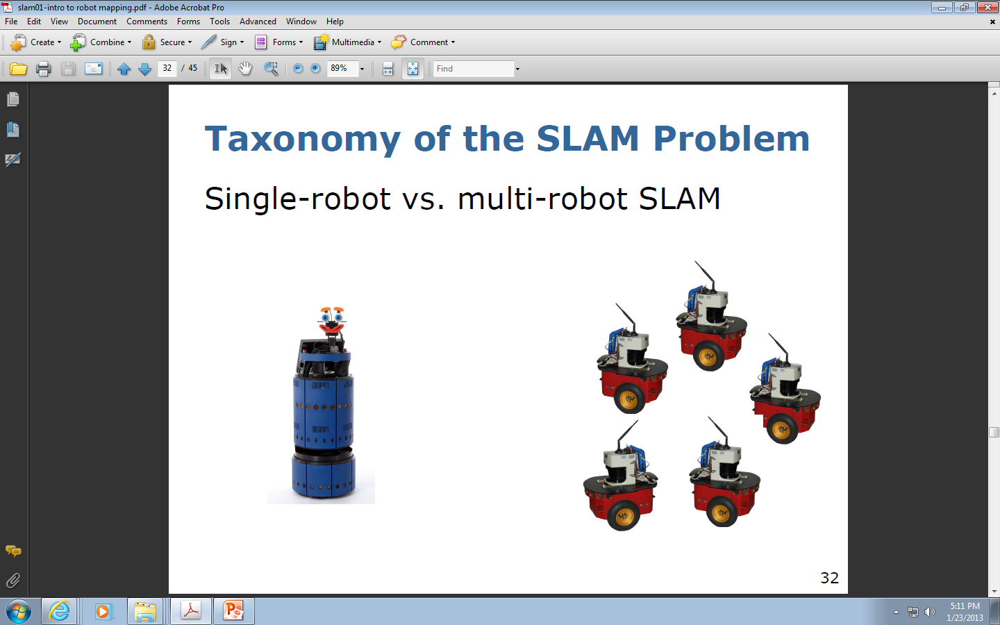 slam01-intro to robot mapping.pdf - Adobe Acrobat Pro
File Edit View Document Comments Forms Tools Advanced Window Help
Create Combine Secure Sign Forms Multimedia Comment
32 / 45 89% Find
Taxonomy of the SLAM Problem
Single-robot vs. multi-robot SLAM
32
5:11 PM
1/23/2013